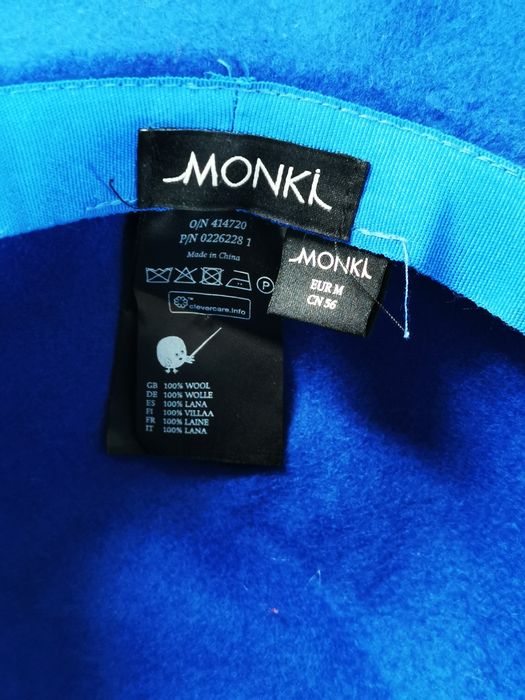 MONKI
O/N 414720
P/N 0226228 1
Made in China
P
™
clevercare.info
GB 100% WOOL
DE 100% WOLLE
ES 100% LANA
FI 100% VILLAA
FR 100% LAINE
IT 100% LANA
MONKI
EUR M
CN 56